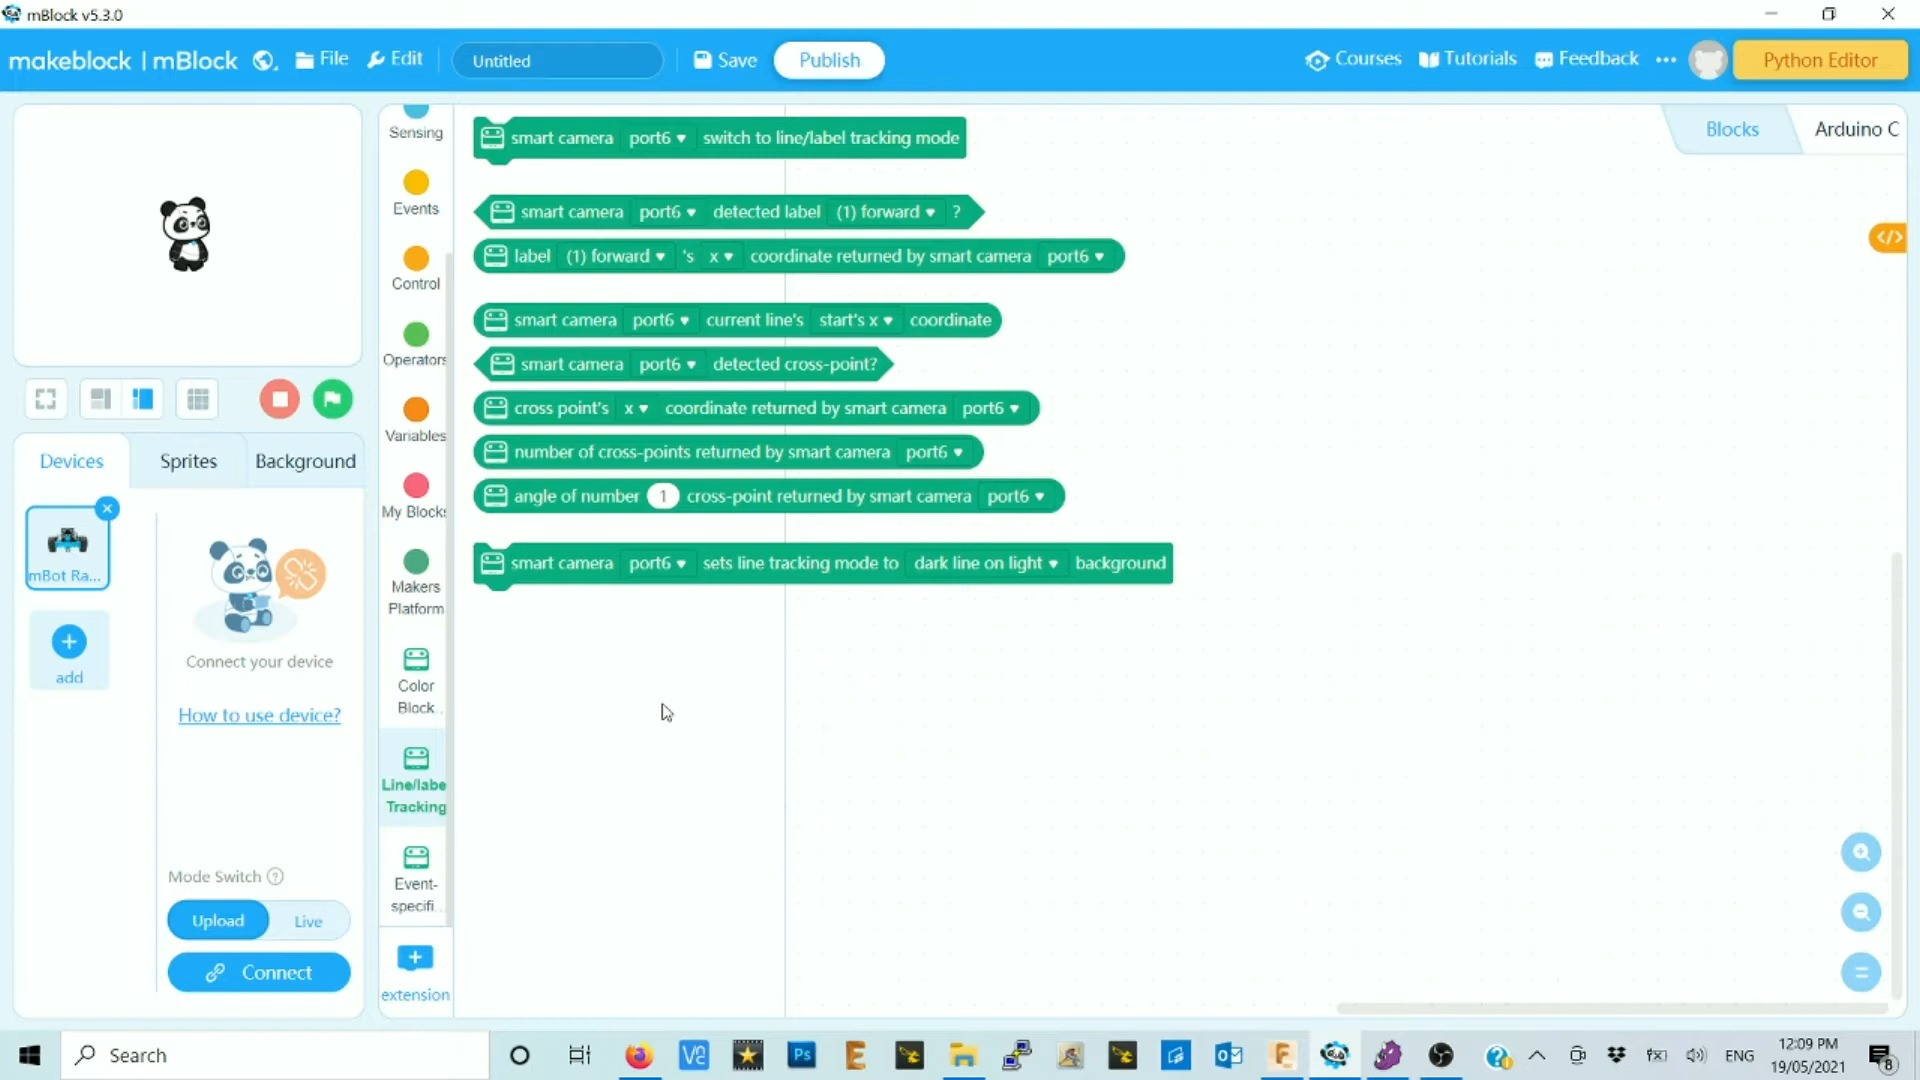 mBlock v5.3.0
makeblock | mBlock File Edit Untitled Save Publish Courses Tutorials Feedback Python Editor
Blocks Arduino C
Sensing
Events
Control
Operators
Variables
My Blocks
Makers
Platform
Color
Block
Line/labe
Tracking
Event-
specifi...
extension
smart camera port6 switch to line/label tracking mode
smart camera port6 detected label (1) forward ?
label (1) forward 's x coordinate returned by smart camera port6
smart camera port6 current line's start's x coordinate
smart camera port6 detected cross-point?
cross point's x coordinate returned by smart camera port6
number of cross-points returned by smart camera port6
angle of number 1 cross-point returned by smart camera port6
smart camera port6 sets line tracking mode to dark line on light background
Devices Sprites Background
mBot Ra...
add
Connect your device
How to use device?
Mode Switch
Upload Live
Connect
Search
Ps
ENG
12:09 PM
19/05/2021
8